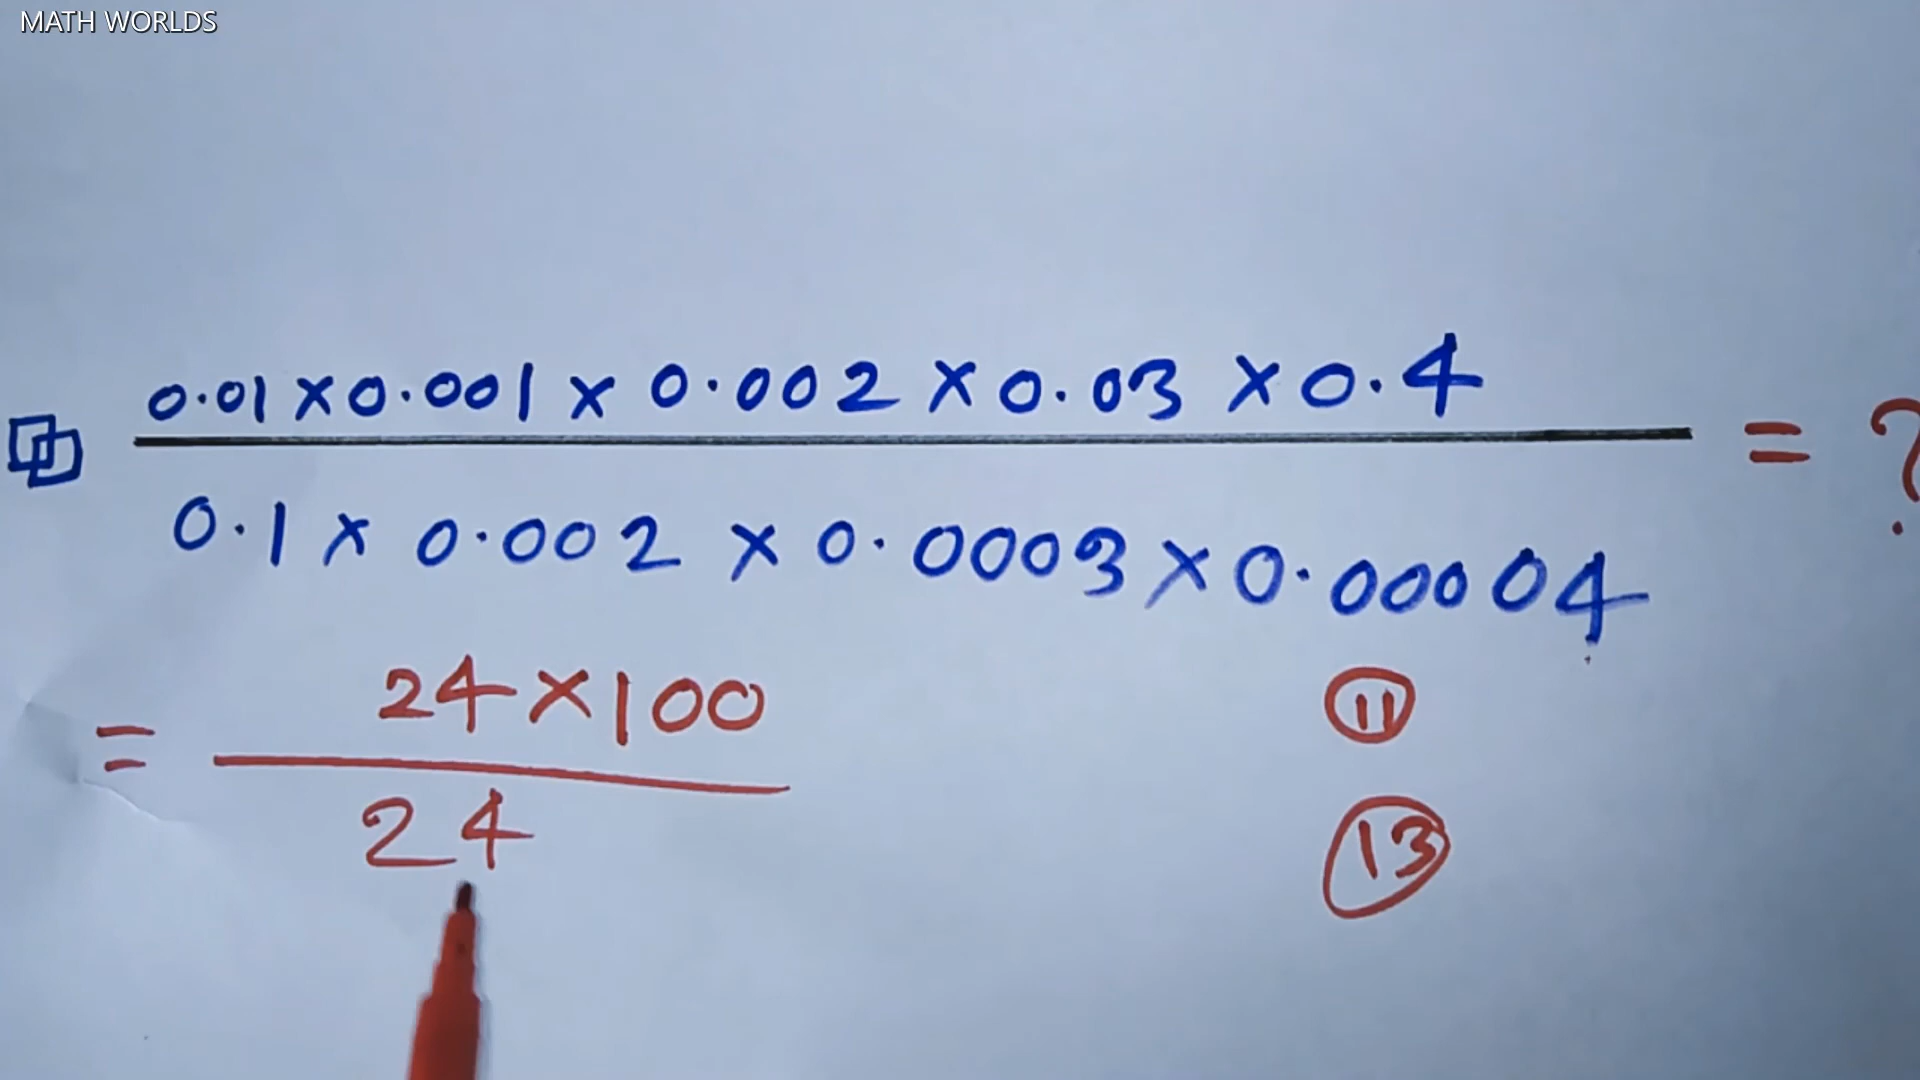 MATH WORLDS
0.01 × 0.001 × 0.002 × 0.03 × 0.4
= ?
0.1 × 0.002 × 0.0003 × 0.00004
24 × 100
11
=
24
13